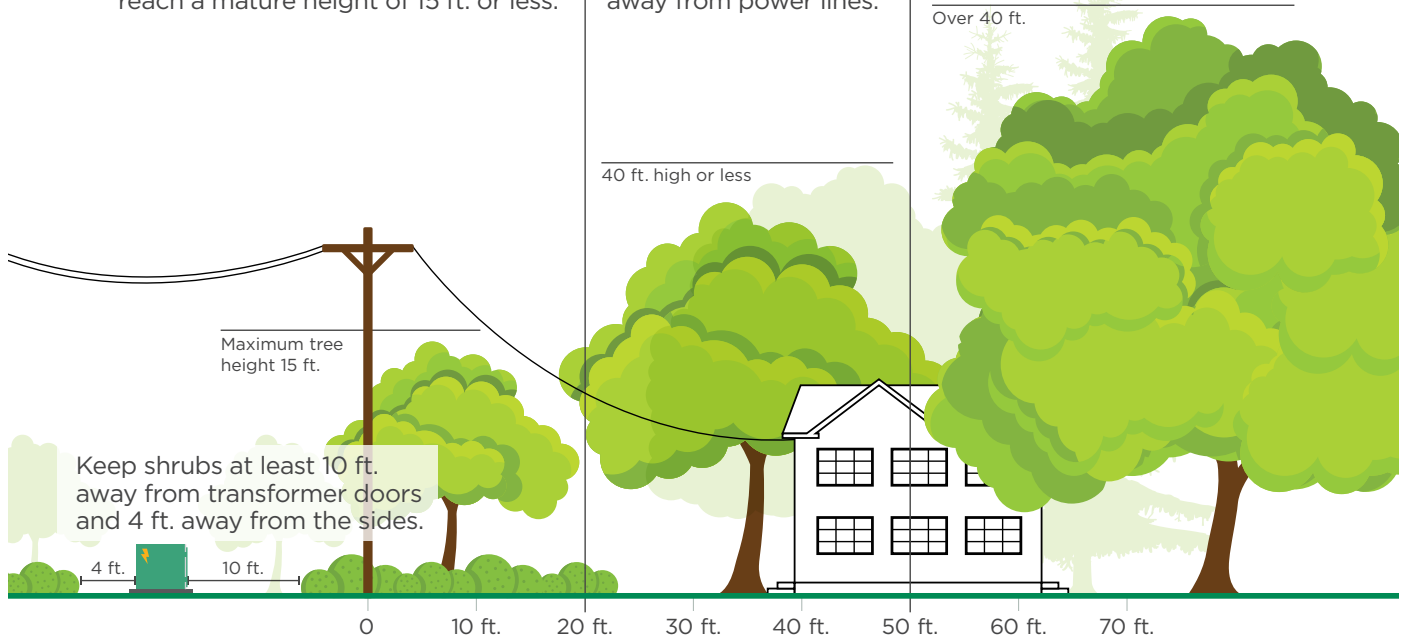 reach a mature height of 15 ft. or less.
away from power lines.
Over 40 ft.
40 ft. high or less
Maximum tree
height 15 ft.
Keep shrubs at least 10 ft.
away from transformer doors
and 4 ft. away from the sides.
4 ft.
10 ft.
0
10 ft.
20 ft.
30 ft.
40 ft.
50 ft.
60 ft.
70 ft.